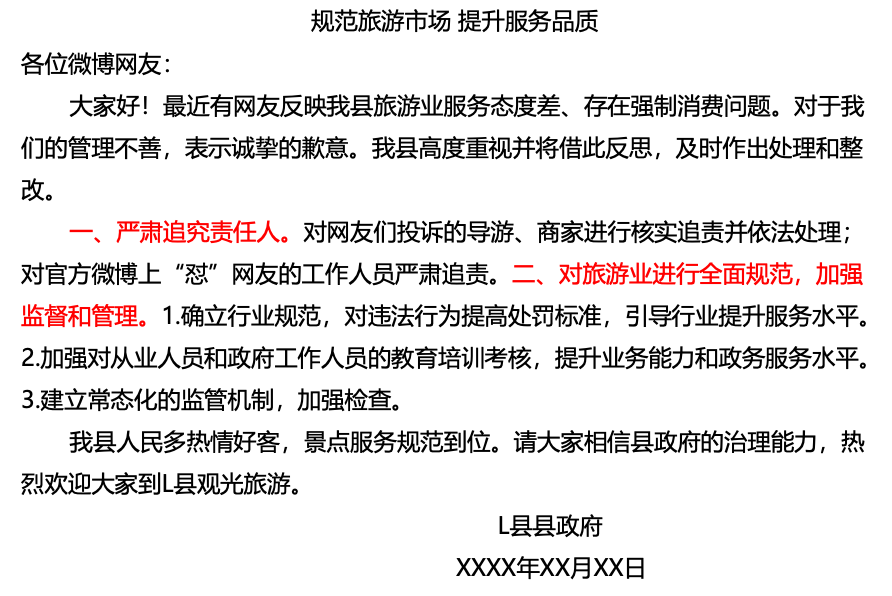 规范旅游市场 提升服务品质
各位微博网友：
大家好！最近有网友反映我县旅游业服务态度差、存在强制消费问题。对于我
们的管理不善，表示诚挚的歉意。我县高度重视并将借此反思，及时作出处理和整
改。
一、严肃追究责任人。对网友们投诉的导游、商家进行核实追责并依法处理；
对官方微博上“怼”网友的工作人员严肃追责。二、对旅游业进行全面规范，加强
监督和管理。1.确立行业规范，对违法行为提高处罚标准，引导行业提升服务水平。
2.加强对从业人员和政府工作人员的教育培训考核，提升业务能力和政务服务水平。
3.建立常态化的监管机制，加强检查。
我县人民多热情好客，景点服务规范到位。请大家相信县政府的治理能力，热
烈欢迎大家到L县观光旅游。
L县县政府
XXXX年XX月XX日